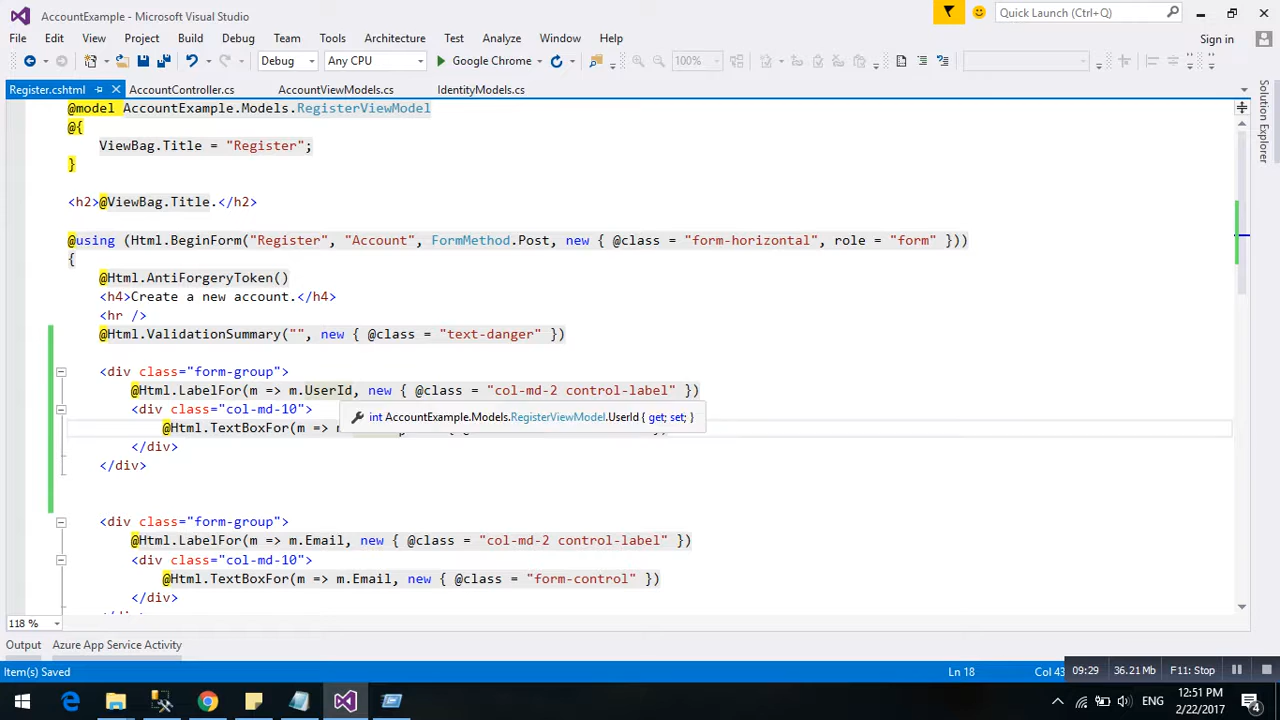 AccountExample - Microsoft Visual Studio
Quick Launch (Ctrl+Q)
File Edit View Project Build Debug Team Tools Architecture Test Analyze Window Help
Sign in
Debug Any CPU Google Chrome 100%
Register.cshtml AccountController.cs AccountViewModels.cs IdentityModels.cs
Solution Explorer
@model AccountExample.Models.RegisterViewModel
@{
ViewBag.Title = "Register";
}
<h2>@ViewBag.Title.</h2>
@using (Html.BeginForm("Register", "Account", FormMethod.Post, new { @class = "form-horizontal", role = "form" }))
{
@Html.AntiForgeryToken()
<h4>Create a new account.</h4>
<hr />
@Html.ValidationSummary("", new { @class = "text-danger" })
<div class="form-group">
@Html.LabelFor(m => m.UserId, new { @class = "col-md-2 control-label" })
<div class="col-md-10">
int AccountExample.Models.RegisterViewModel.UserId { get; set; }
@Html.TextBoxFor(m =>
</div>
</div>
<div class="form-group">
@Html.LabelFor(m => m.Email, new { @class = "col-md-2 control-label" })
<div class="col-md-10">
@Html.TextBoxFor(m => m.Email, new { @class = "form-control" })
</div>
118 %
Output Azure App Service Activity
Item(s) Saved Ln 18 Col 43 09:29 36.21 Mb F11: Stop
ENG 12:51 PM
2/22/2017
4